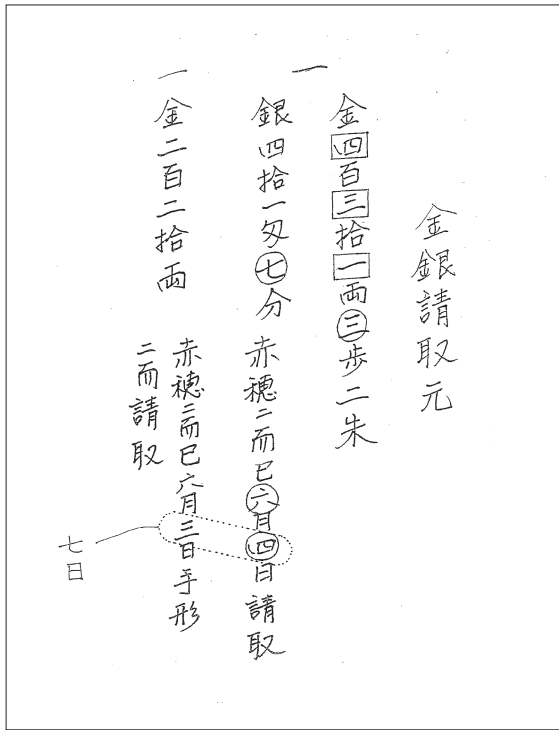 金銀請取元
一
金四百三拾一両三歩二朱
銀四拾一匁七分 赤穂ニ而巳六月四日請取
一 金二百二拾両 赤穂ニ而巳六月三日手形
ニ而請取
七日